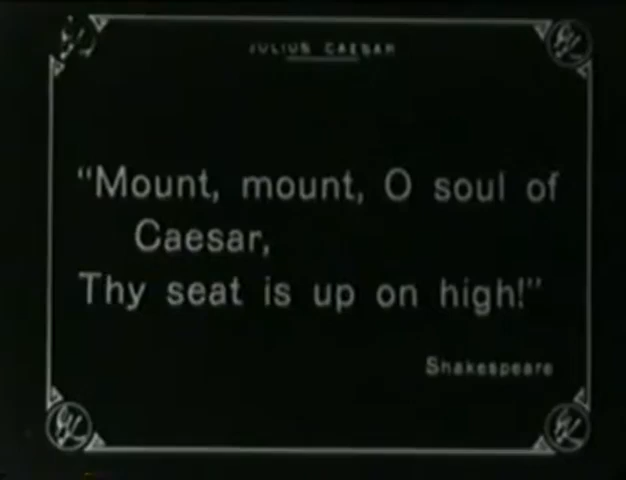 JULIUS CAESAR
"Mount, mount, O soul of
Caesar,
Thy seat is up on high!"
Shakespeare